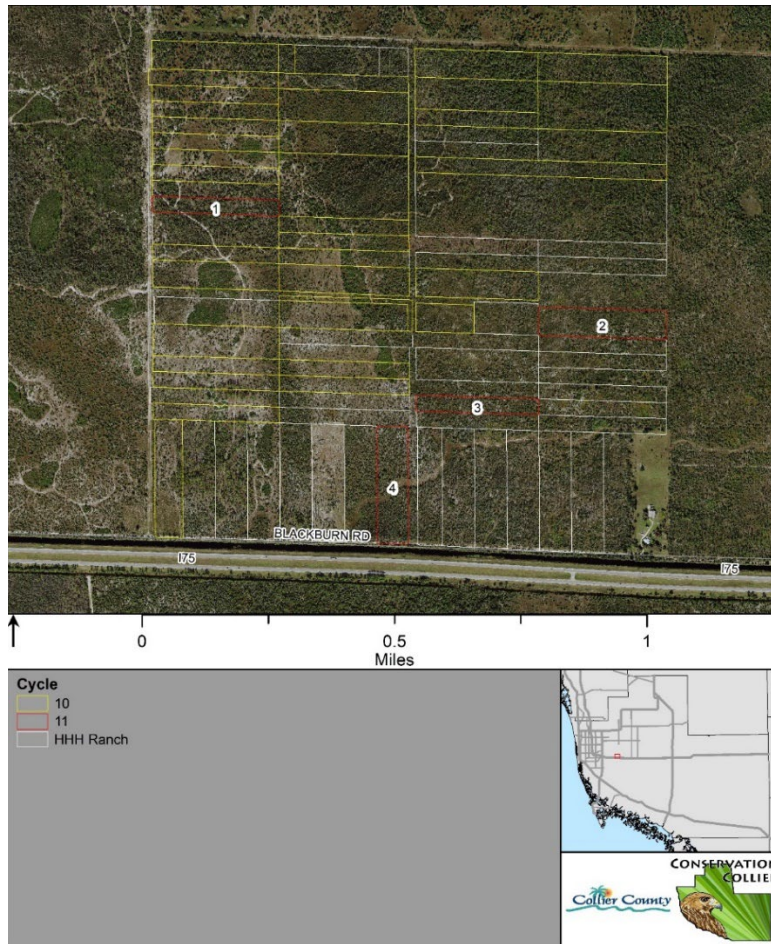 1
2
3
4
BLACKBURN RD
I75
I75
0
0.5
1
Miles
Cycle
10
11
HHH Ranch
CONSERVATION
COLLIER
Collier County